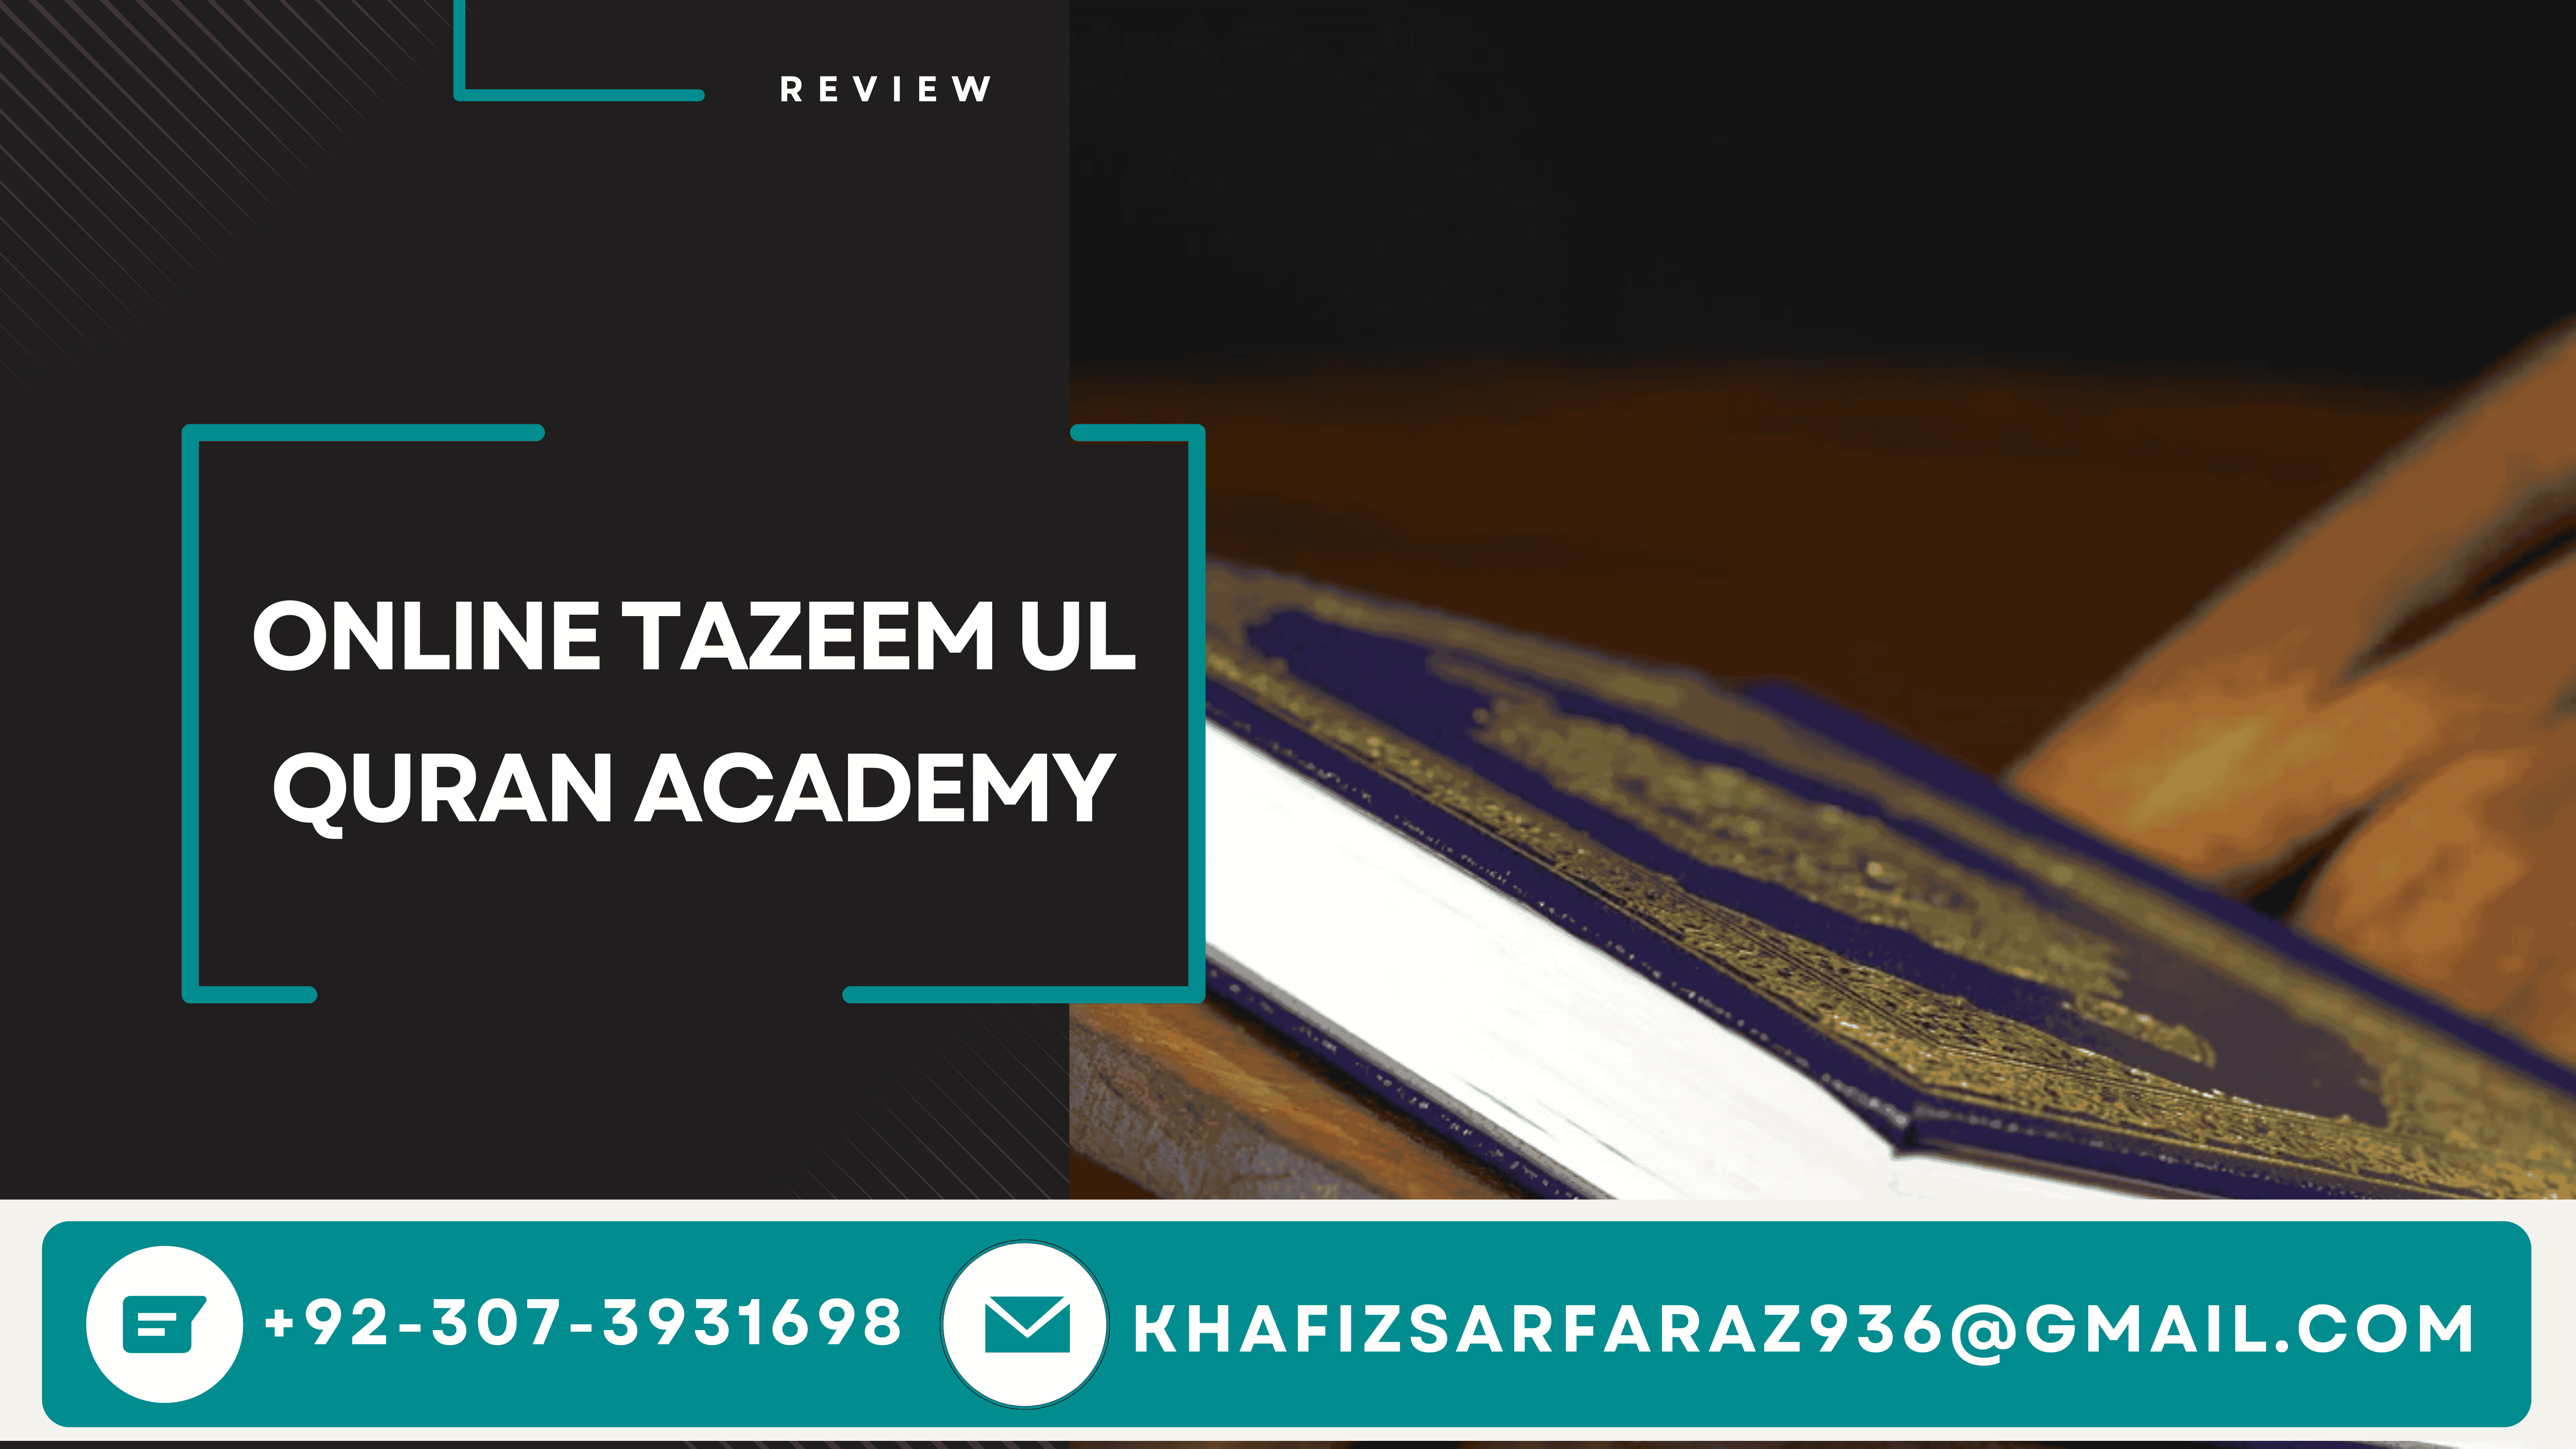 REVIEW
ONLINE TAZEEM UL
QURAN ACADEMY
+92-307-3931698
KHAFIZSARFARAZ936@GMAIL.COM